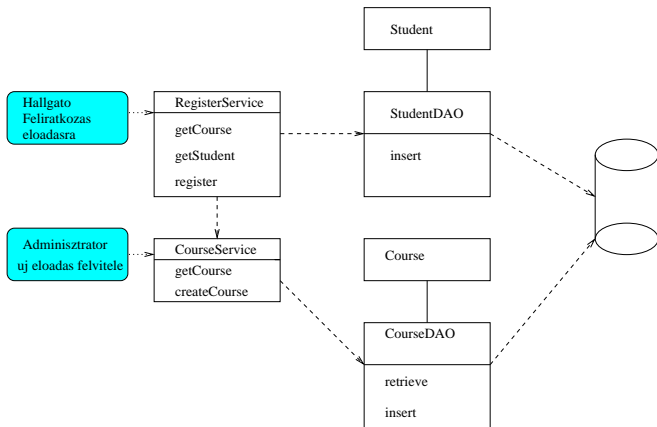 Student
Hallgato
Feliratkozas
eloadasra
RegisterService
getCourse
getStudent
register
StudentDAO
insert
Adminisztrator
uj eloadas felvitele
CourseService
getCourse
createCourse
Course
CourseDAO
retrieve
insert